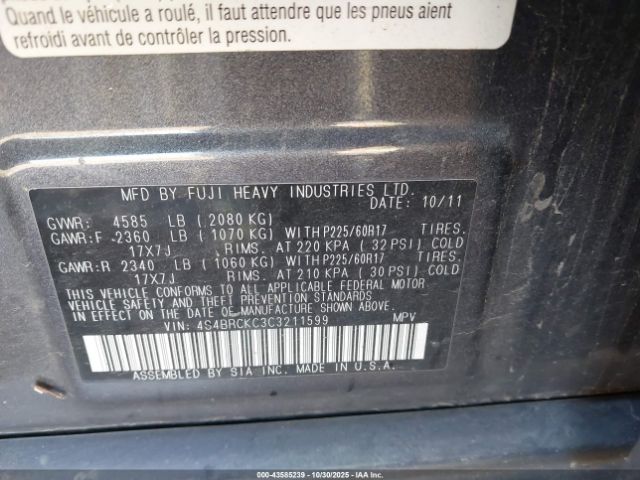 Quand le véhicule a roulé, il faut attendre que les pneus aient
refroidi avant de contrôler la pression.
MFD BY FUJI HEAVY INDUSTRIES LTD.
DATE: 10/11
GVWR: 4585 LB ( 2080 KG)
GAWR:F -2360 LB ( 1070 KG) WITH P225/60R17 TIRES.
17X7J RIMS. AT 220 KPA ( 32 PSI) COLD
GAWR:R 2340 LB ( 1060 KG) WITH P225/60R17 TIRES.
17X7J RIMS. AT 210 KPA ( 30 PSI) COLD
THIS VEHICLE CONFORMS TO ALL APPLICABLE FEDERAL MOTOR
VEHICLE SAFETY AND THEFT PREVENTION STANDARDS
IN EFFECT ON THE DATE OF MANUFACTURE SHOWN ABOVE.
VIN: 4S4BRCKC3C3211599 MPV
ASSEMBLED BY SIA INC. MADE IN U.S.A.
000-43585239 - 10/30/2025 - IAA Inc.